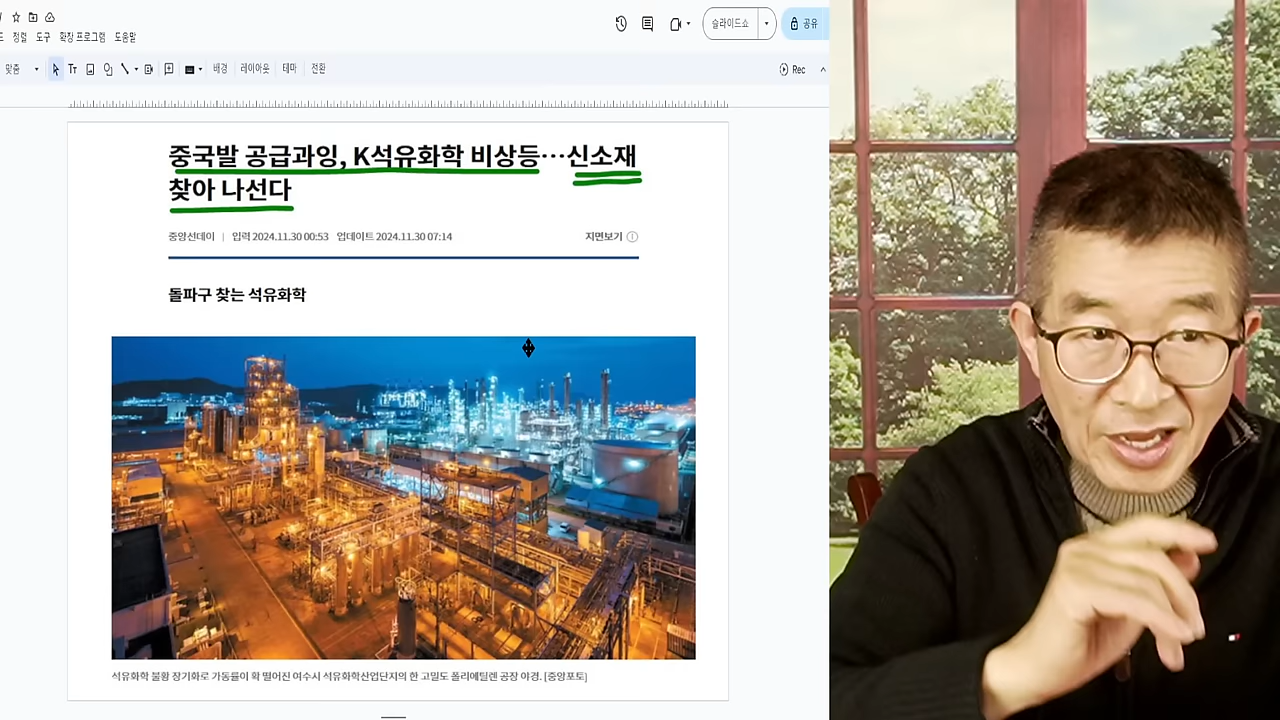 정렬 도구 확장 프로그램 도움말
슬라이드쇼
공유
맞춤
Tт
배경 레이아웃 테마 전환
Rec
중국발 공급과잉, K석유화학 비상등…신소재
찾아 나선다
중앙선데이 | 입력 2024.11.30 00:53 업데이트 2024.11.30 07:14
지면보기
돌파구 찾는 석유화학
석유화학 불황 장기화로 가동률이 확 떨어진 여수시 석유화학산업단지의 한 고밀도 폴리에틸렌 공장 야경. [중앙포토]